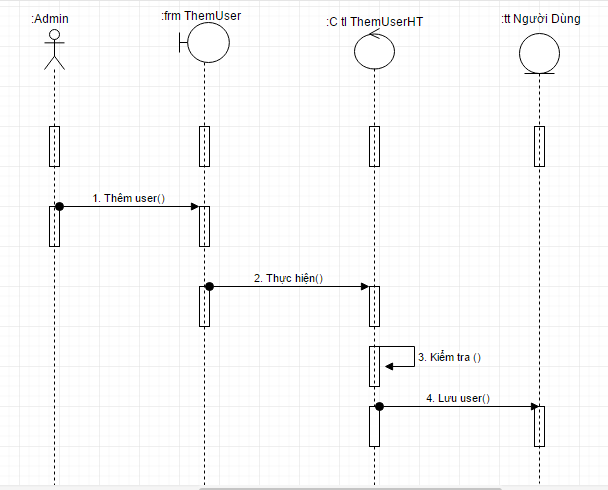 :Admin
:frm ThemUser
:C tl ThemUserHT
:tt Người Dùng
1. Thêm user()
2. Thực hiện()
3. Kiểm tra ()
4. Lưu user()